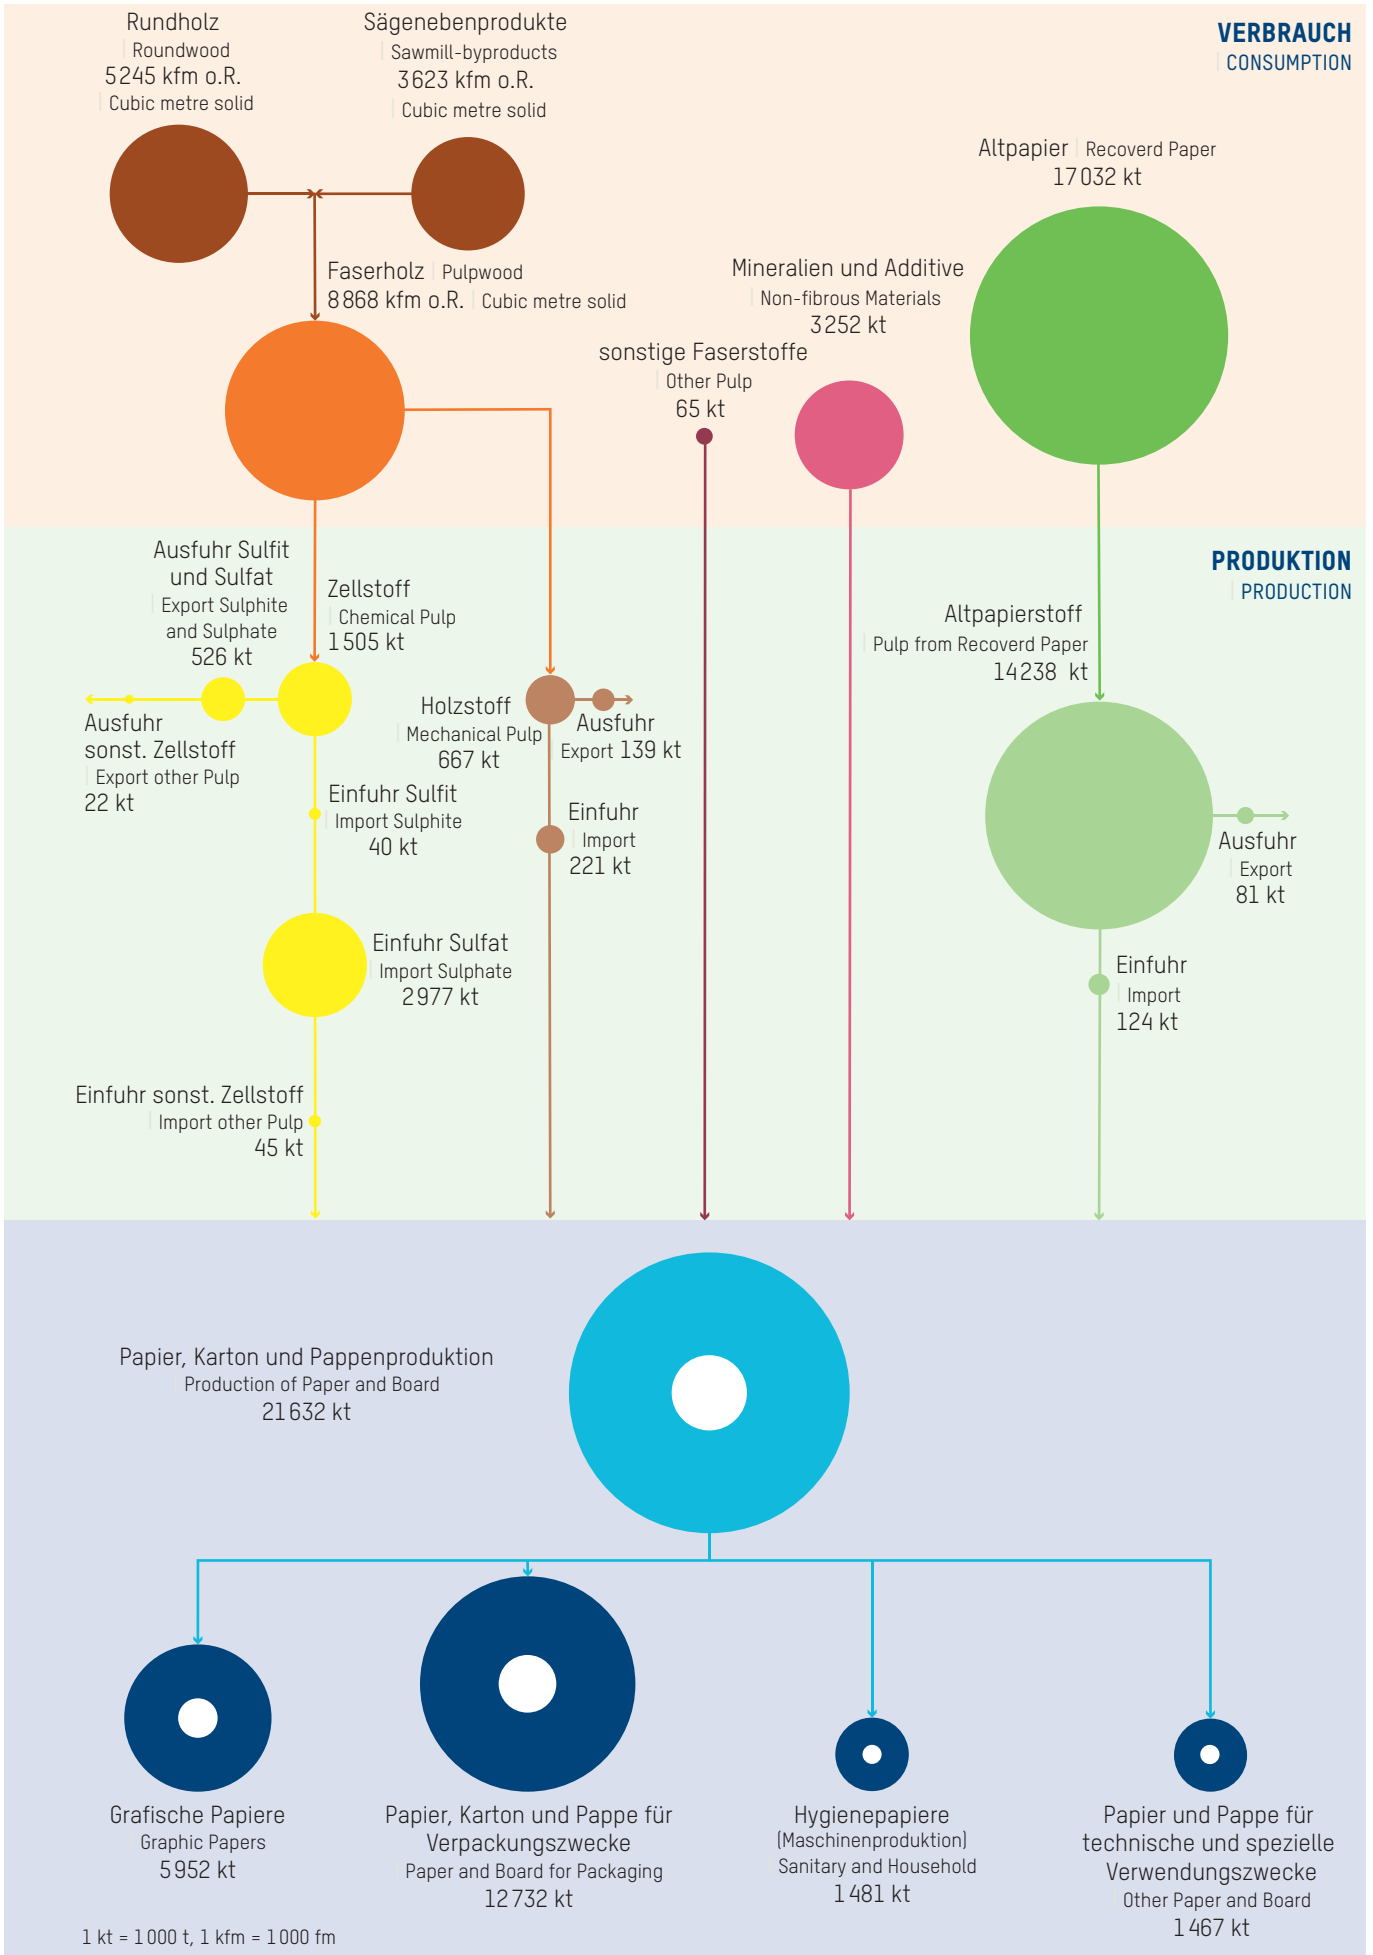 Rundholz
Roundwood
5245 kfm o.R.
Cubic metre solid
Sägenebenprodukte
Sawmill-byproducts
3623 kfm o.R.
Cubic metre solid
VERBRAUCH
CONSUMPTION
Altpapier | Recoverd Paper
17032 kt
Faserholz | Pulpwood
8868 kfm o.R. | Cubic metre solid
Mineralien und Additive
Non-fibrous Materials
3252 kt
sonstige Faserstoffe
Other Pulp
65 kt
PRODUKTION
PRODUCTION
Ausfuhr Sulfit
und Sulfat
Export Sulphite
and Sulphate
526 kt
Zellstoff
Chemical Pulp
1505 kt
Altpapierstoff
Pulp from Recoverd Paper
14238 kt
Ausfuhr
sonst. Zellstoff
Export other Pulp
22 kt
Holzstoff
Mechanical Pulp
667 kt
Ausfuhr
Export 139 kt
Einfuhr Sulfit
Import Sulphite
40 kt
Einfuhr
Import
221 kt
Ausfuhr
Export
81 kt
Einfuhr Sulfat
Import Sulphate
2977 kt
Einfuhr
Import
124 kt
Einfuhr sonst. Zellstoff
Import other Pulp
45 kt
Papier, Karton und Pappenproduktion
Production of Paper and Board
21632 kt
Grafische Papiere
Graphic Papers
5952 kt
Papier, Karton und Pappe für
Verpackungszwecke
Paper and Board for Packaging
12732 kt
Hygienepapiere
(Maschinenproduktion)
Sanitary and Household
1481 kt
Papier und Pappe für
technische und spezielle
Verwendungszwecke
Other Paper and Board
1467 kt
1 kt = 1000 t, 1 kfm = 1000 fm